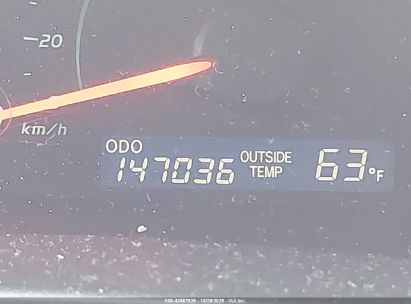 20
km/h
ODO
147036
OUTSIDE
TEMP
63°F